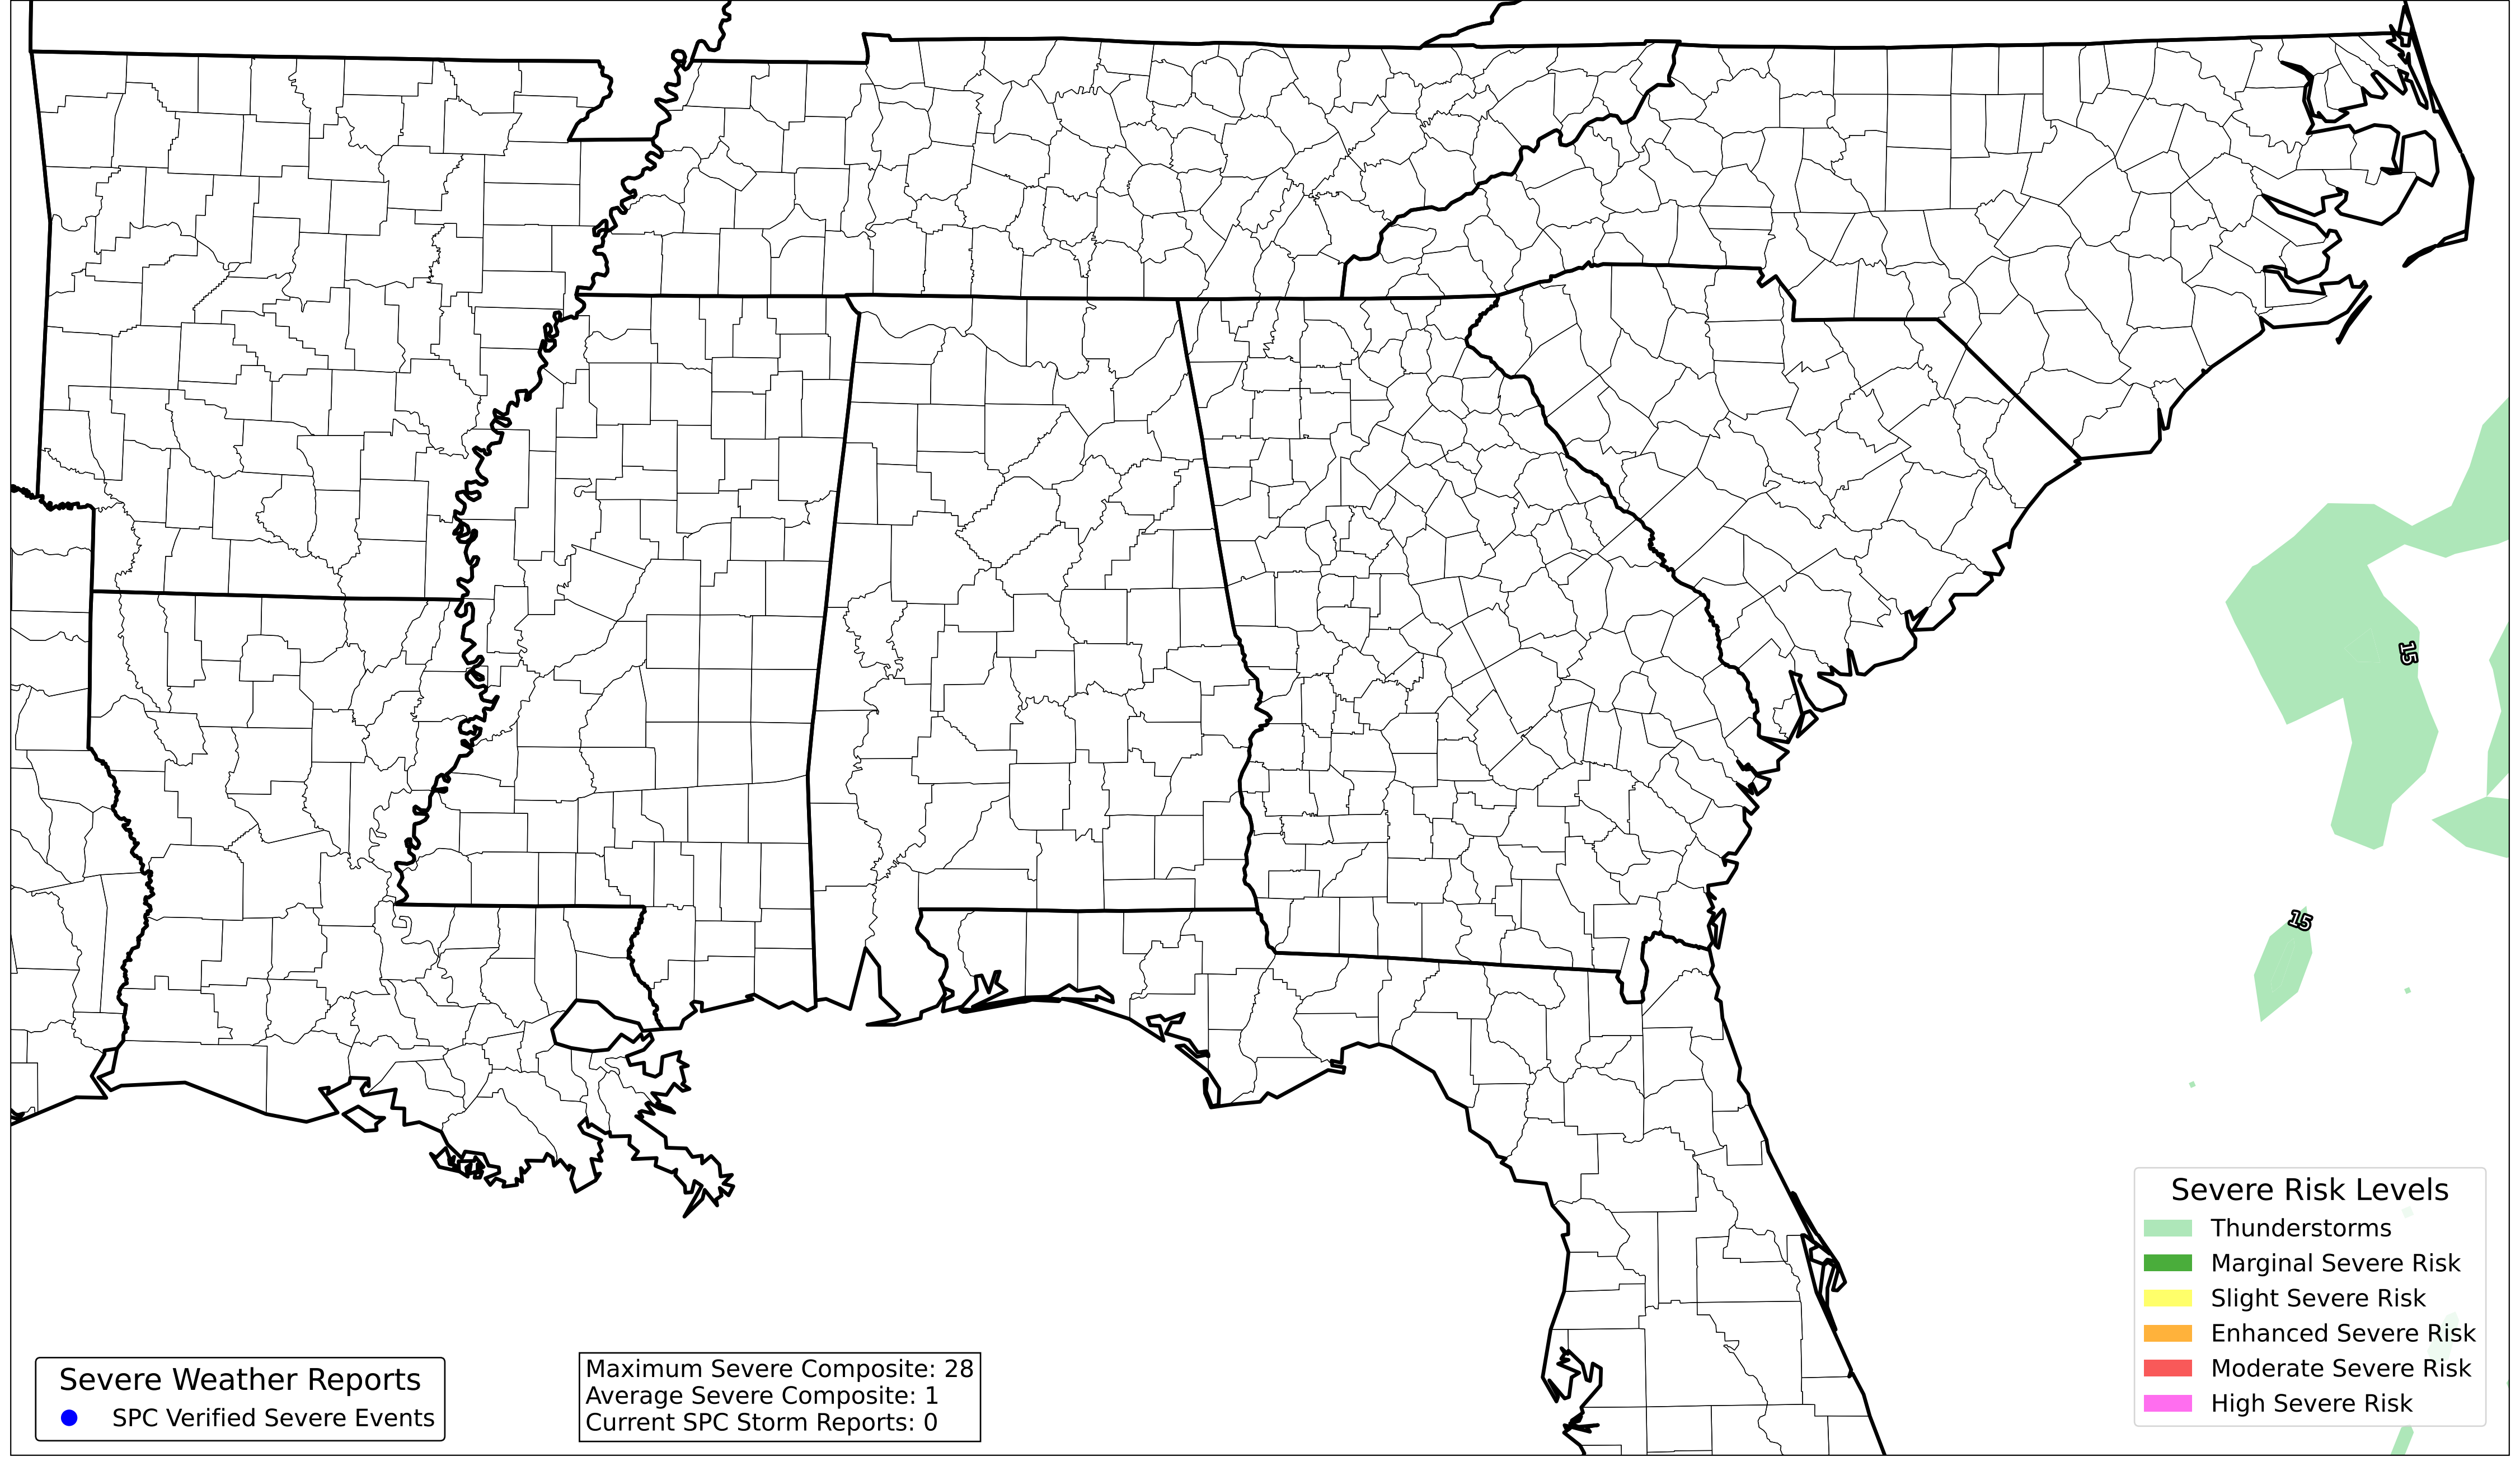 15
15
Severe Risk Levels
Thunderstorms
Marginal Severe Risk
Slight Severe Risk
Enhanced Severe Risk
Moderate Severe Risk
High Severe Risk
Severe Weather Reports
SPC Verified Severe Events
Maximum Severe Composite: 28
Average Severe Composite: 1
Current SPC Storm Reports: 0